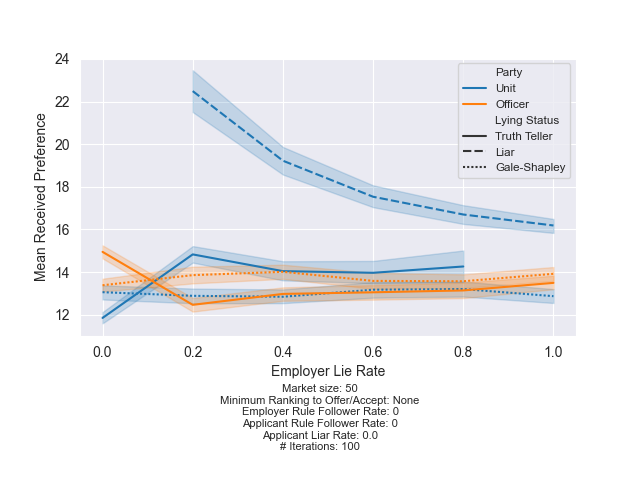 24
22
20
18
16
14
12
Mean Received Preference
Party
Unit
Officer
Lying Status
Truth Teller
Liar
Gale-Shapley
0.0 0.2 0.4 0.6 0.8 1.0
Employer Lie Rate
Market size: 50
Minimum Ranking to Offer/Accept: None
Employer Rule Follower Rate: 0
Applicant Rule Follower Rate: 0
Applicant Liar Rate: 0.0
# Iterations: 100